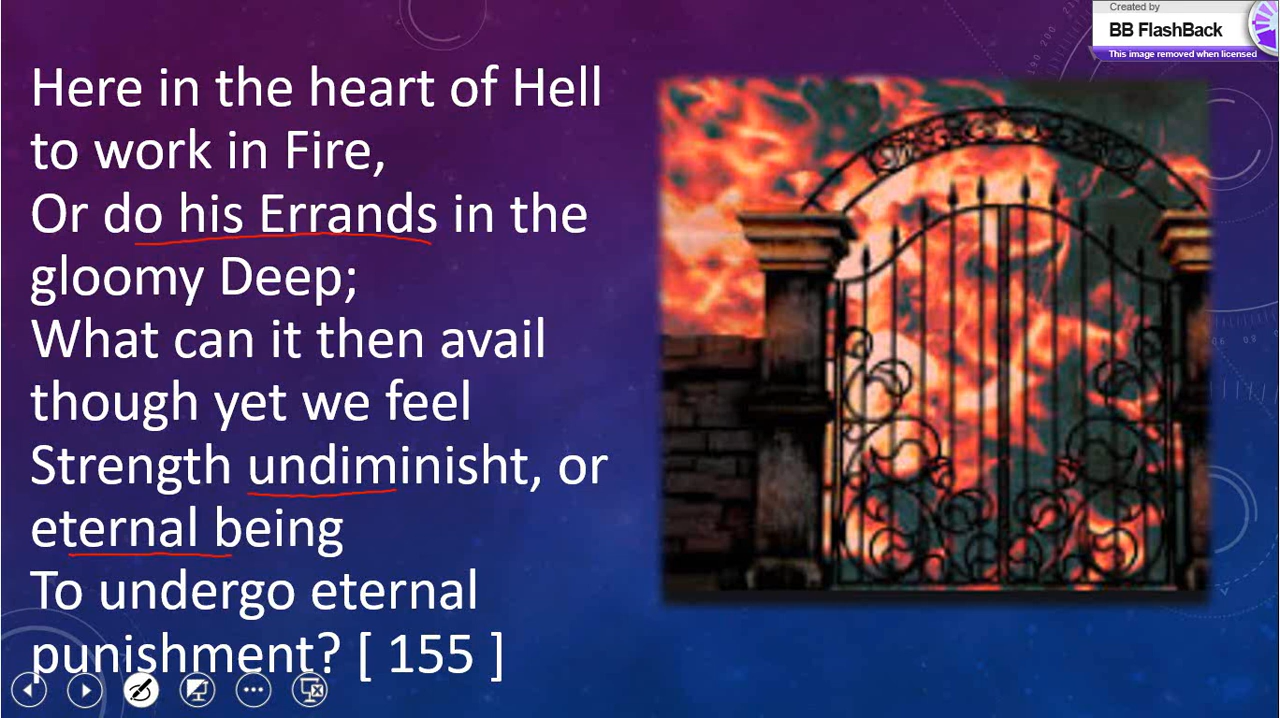 Created by
BB FlashBack
This image removed when licensed
Here in the heart of Hell
to work in Fire,
Or do his Errands in the
gloomy Deep;
What can it then avail
though yet we feel
Strength undiminisht, or
eternal being
To undergo eternal
punishment? [ 155 ]